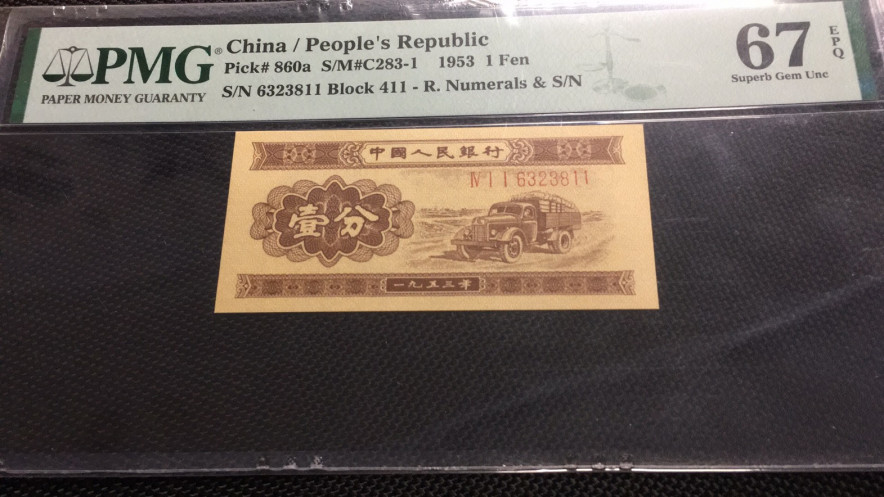 PMG®
PAPER MONEY GUARANTY
China / People's Republic
Pick# 860a S/M#C283-1 1953 1 Fen
S/N 6323811 Block 411 - R. Numerals & S/N
67 EPQ
Superb Gem Unc
中國人民銀行
Ⅳ Ⅰ Ⅰ 6323811
壹分
一九五三年